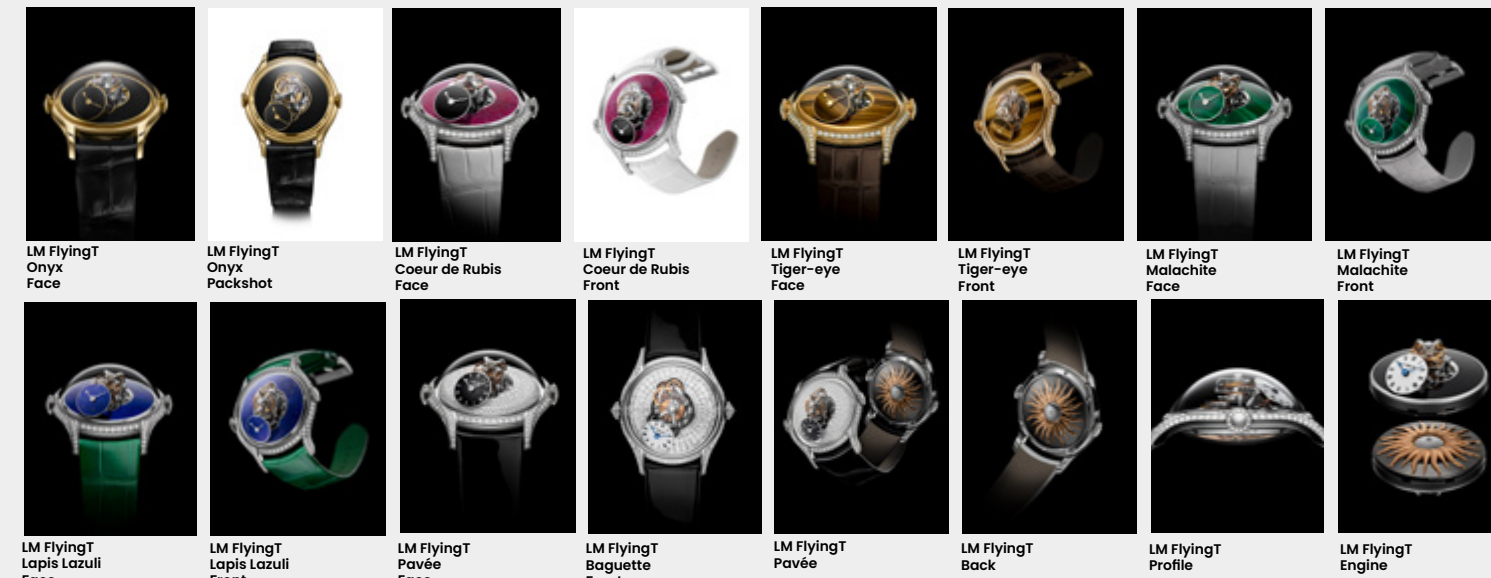 LM FlyingT
Onyx
Face
LM FlyingT
Onyx
Packshot
LM FlyingT
Coeur de Rubis
Face
LM FlyingT
Coeur de Rubis
Front
LM FlyingT
Tiger-eye
Face
LM FlyingT
Tiger-eye
Front
LM FlyingT
Malachite
Face
LM FlyingT
Malachite
Front
LM FlyingT
Lapis Lazuli
Face
LM FlyingT
Lapis Lazuli
Front
LM FlyingT
Pavée
Face
LM FlyingT
Baguette
LM FlyingT
Pavée
LM FlyingT
Back
LM FlyingT
Profile
LM FlyingT
Engine